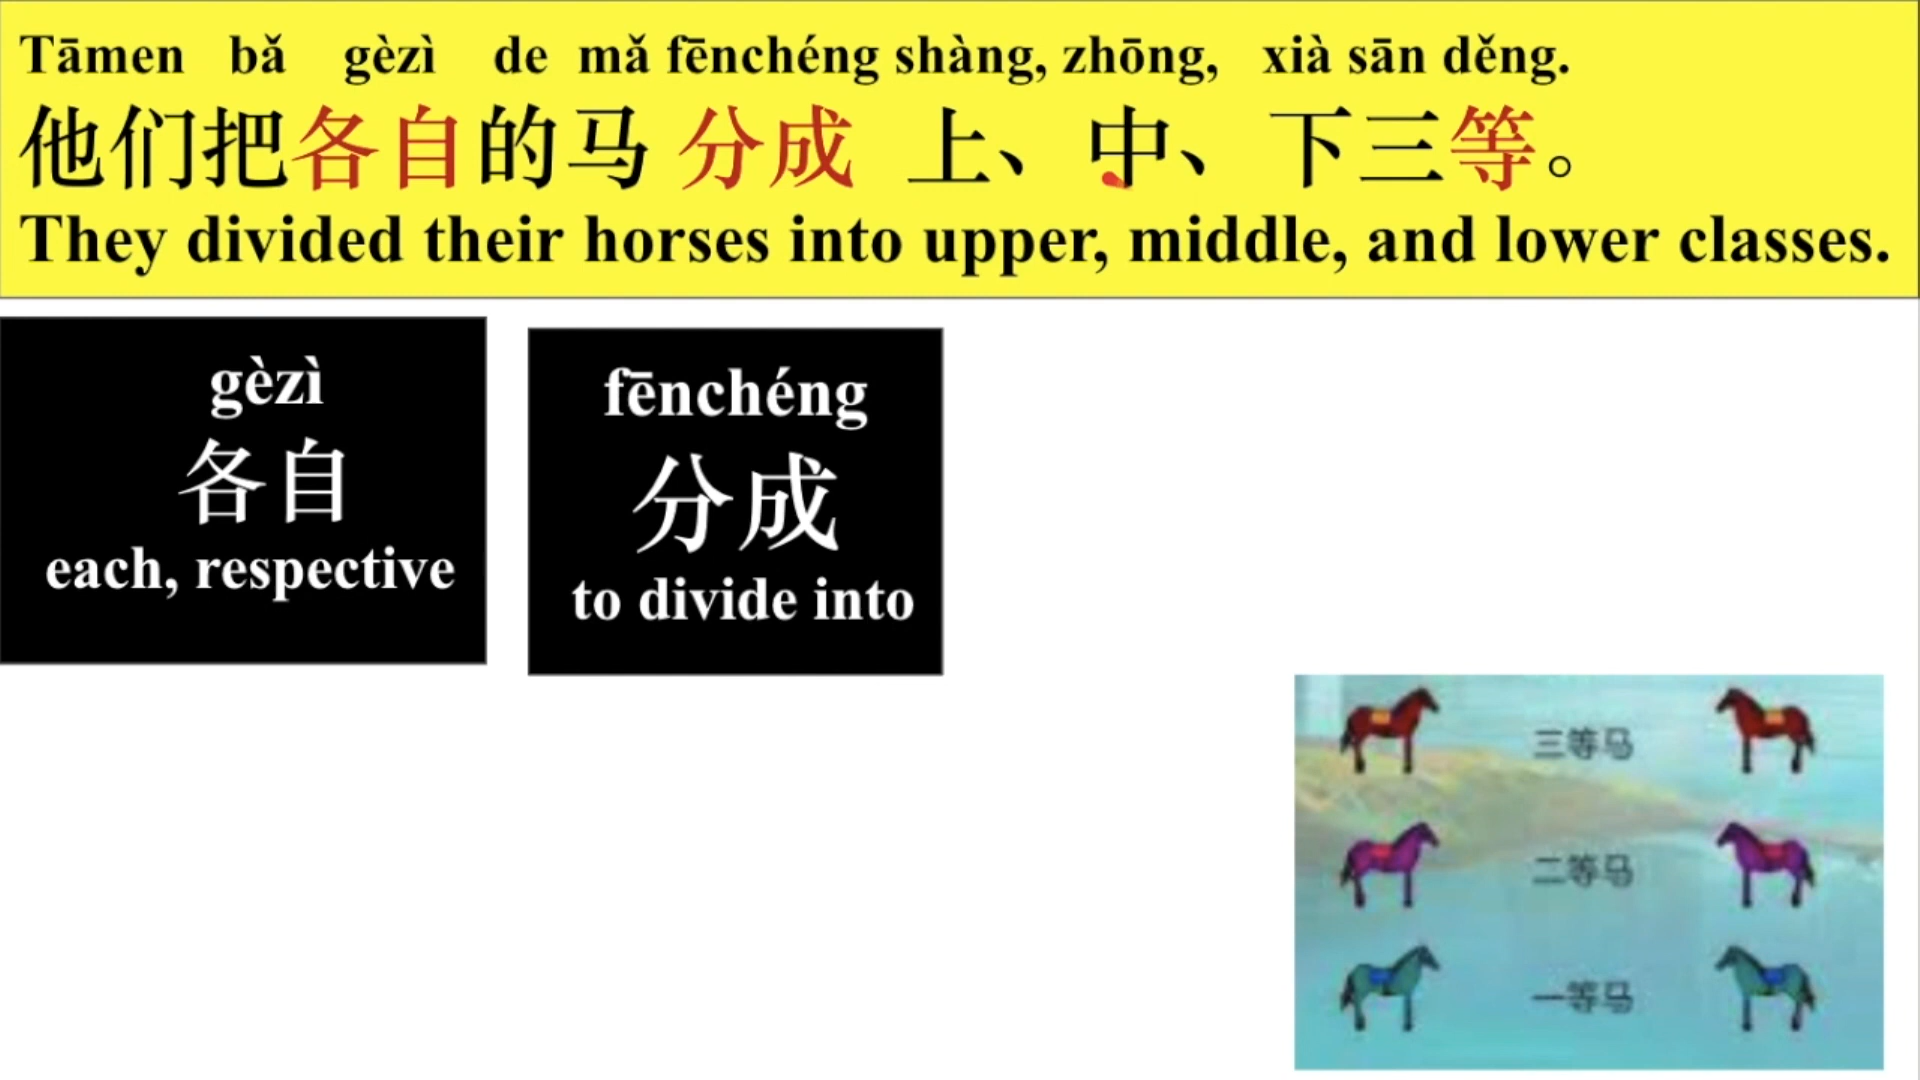 Tāmen bǎ gèzì de mǎ fēnchéng shàng, zhōng, xià sān děng.
他们把各自的马 分成 上、中、下三等。
They divided their horses into upper, middle, and lower classes.
gèzì
各自
each, respective
fēnchéng
分成
to divide into
三等马
二等马
一等马